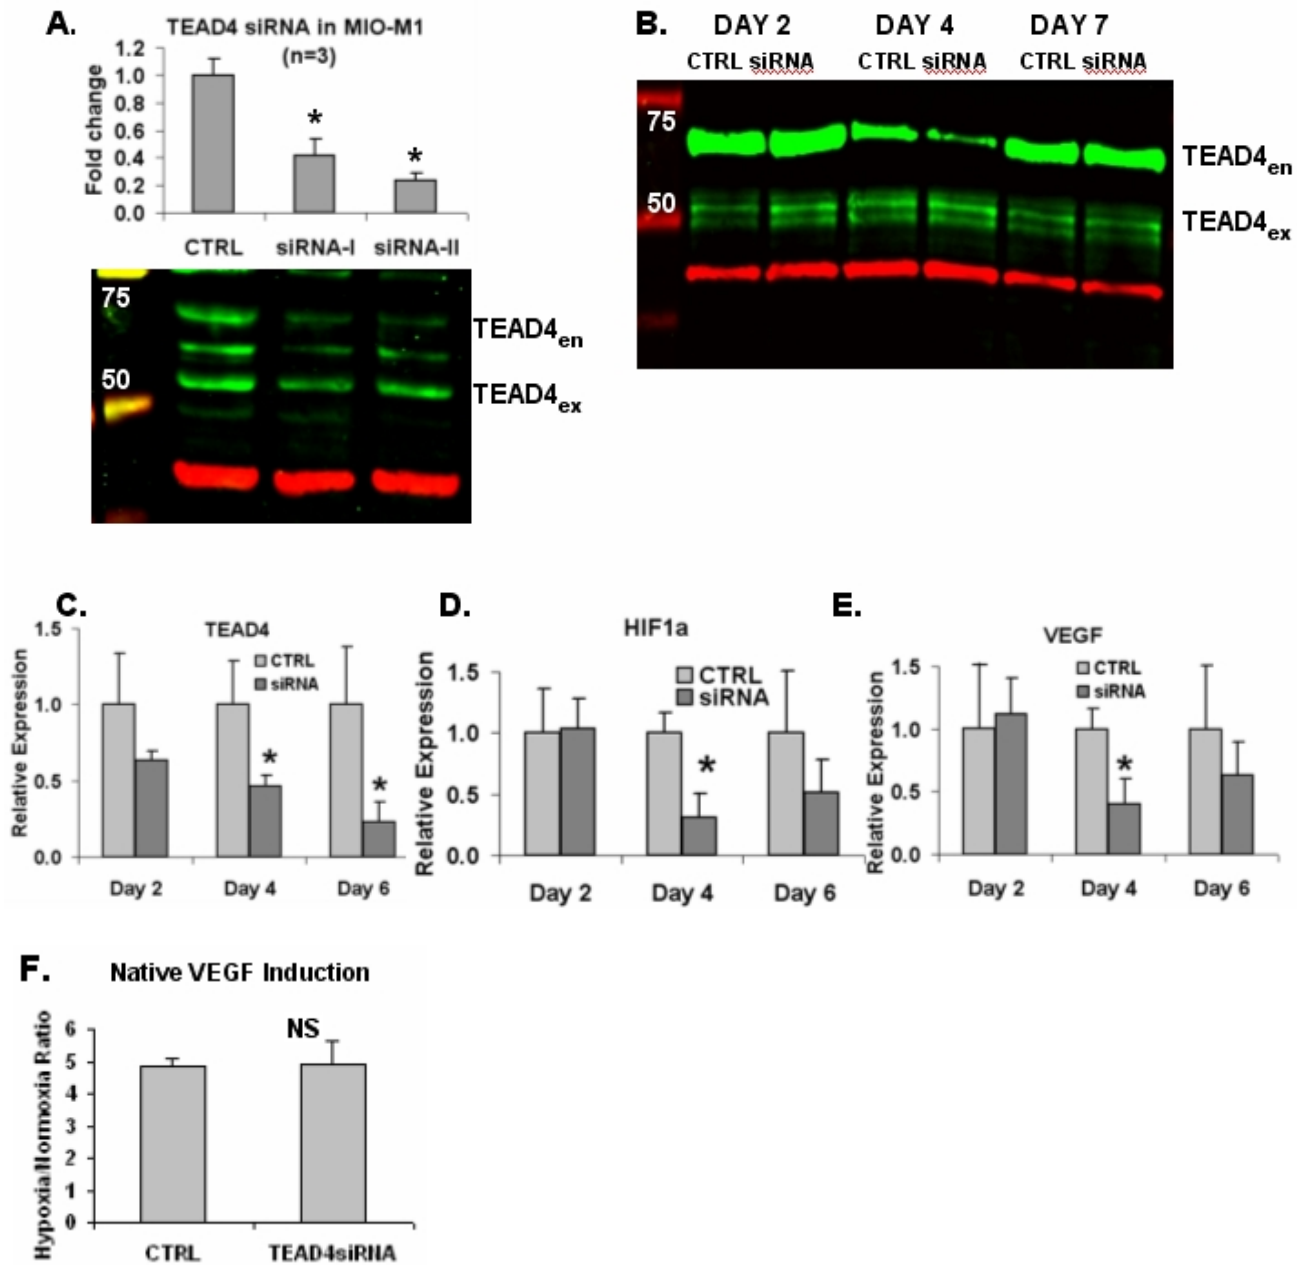 A.
TEAD4 siRNA in MIO-M1
(n=3)
Fold change
1.2
1.0
0.8
0.6
0.4
0.2
0.0
*
*
CTRL siRNA-I siRNA-II
75
50
TEAD4en
TEAD4ex
B.
DAY 2 DAY 4 DAY 7
CTRL siRNA CTRL siRNA CTRL siRNA
75
50
TEAD4en
TEAD4ex
C.
TEAD4
Relative Expression
1.5
1.0
0.5
0.0
CTRL
siRNA
*
*
Day 2 Day 4 Day 6
D.
HIF1a
Relative Expression
1.5
1.0
0.5
0.0
CTRL
siRNA
*
Day 2 Day 4 Day 6
E.
VEGF
Relative Expression
1.5
1.0
0.5
0.0
CTRL
siRNA
*
Day 2 Day 4 Day 6
F.
Native VEGF Induction
Hypoxia/Normoxia Ratio
6
5
4
3
2
1
0
NS
CTRL TEAD4siRNA